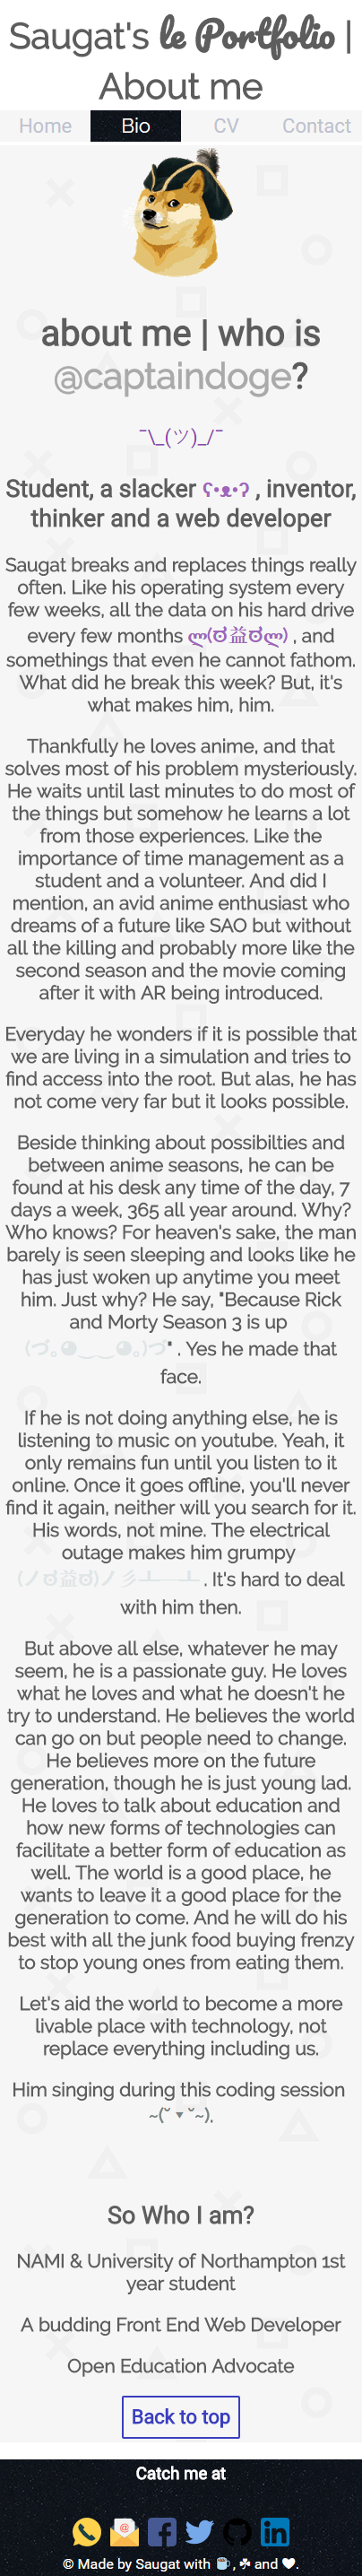 Saugat's le Portfolio |
About me
Home Bio CV Contact
about me | who is
@captaindoge?
¯\_(ツ)_/¯
Student, a slacker ʕ•ᴥ•ʔ , inventor,
thinker and a web developer
Saugat breaks and replaces things really
often. Like his operating system every
few weeks, all the data on his hard drive
every few months ლ(ಠ益ಠლ) , and
somethings that even he cannot fathom.
What did he break this week? But, it's
what makes him, him.
Thankfully he loves anime, and that
solves most of his problem mysteriously.
He waits until last minutes to do most of
the things but somehow he learns a lot
from those experiences. Like the
importance of time management as a
student and a volunteer. And did I
mention, an avid anime enthusiast who
dreams of a future like SAO but without
all the killing and probably more like the
second season and the movie coming
after it with AR being introduced.
Everyday he wonders if it is possible that
we are living in a simulation and tries to
find access into the root. But alas, he has
not come very far but it looks possible.
Beside thinking about possibilties and
between anime seasons, he can be
found at his desk any time of the day, 7
days a week, 365 all year around. Why?
Who knows? For heaven's sake, the man
barely is seen sleeping and looks like he
has just woken up anytime you meet
him. Just why? He say, "Because Rick
and Morty Season 3 is up
(づ｡◕‿‿◕｡)づ" . Yes he made that
face.
If he is not doing anything else, he is
listening to music on youtube. Yeah, it
only remains fun until you listen to it
online. Once it goes offline, you'll never
find it again, neither will you search for it.
His words, not mine. The electrical
outage makes him grumpy
(ノಠ益ಠ)ノ彡┻━┻ . It's hard to deal
with him then.
But above all else, whatever he may
seem, he is a passionate guy. He loves
what he loves and what he doesn't he
try to understand. He believes the world
can go on but people need to change.
He believes more on the future
generation, though he is just young lad.
He loves to talk about education and
how new forms of technologies can
facilitate a better form of education as
well. The world is a good place, he
wants to leave it a good place for the
generation to come. And he will do his
best with all the junk food buying frenzy
to stop young ones from eating them.
Let's aid the world to become a more
livable place with technology, not
replace everything including us.
Him singing during this coding session
~(˘▾˘~).
So Who I am?
NAMI & University of Northampton 1st
year student
A budding Front End Web Developer
Open Education Advocate
Back to top
Catch me at
© Made by Saugat with ☕ , ☘ and ♥.